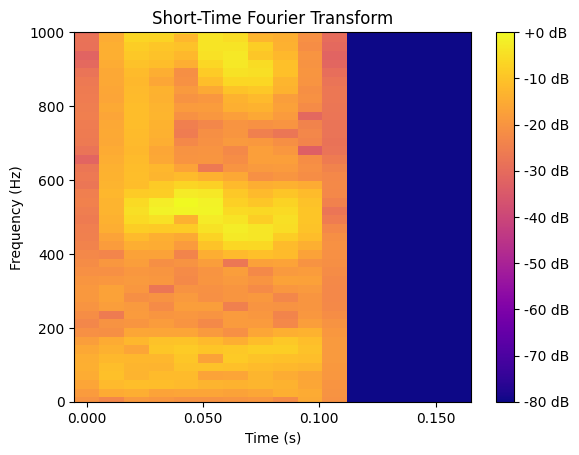 Short-Time Fourier Transform
1000
800
600
400
200
0
Frequency (Hz)
0.000
0.050
0.100
0.150
Time (s)
+0 dB
-10 dB
-20 dB
-30 dB
-40 dB
-50 dB
-60 dB
-70 dB
-80 dB